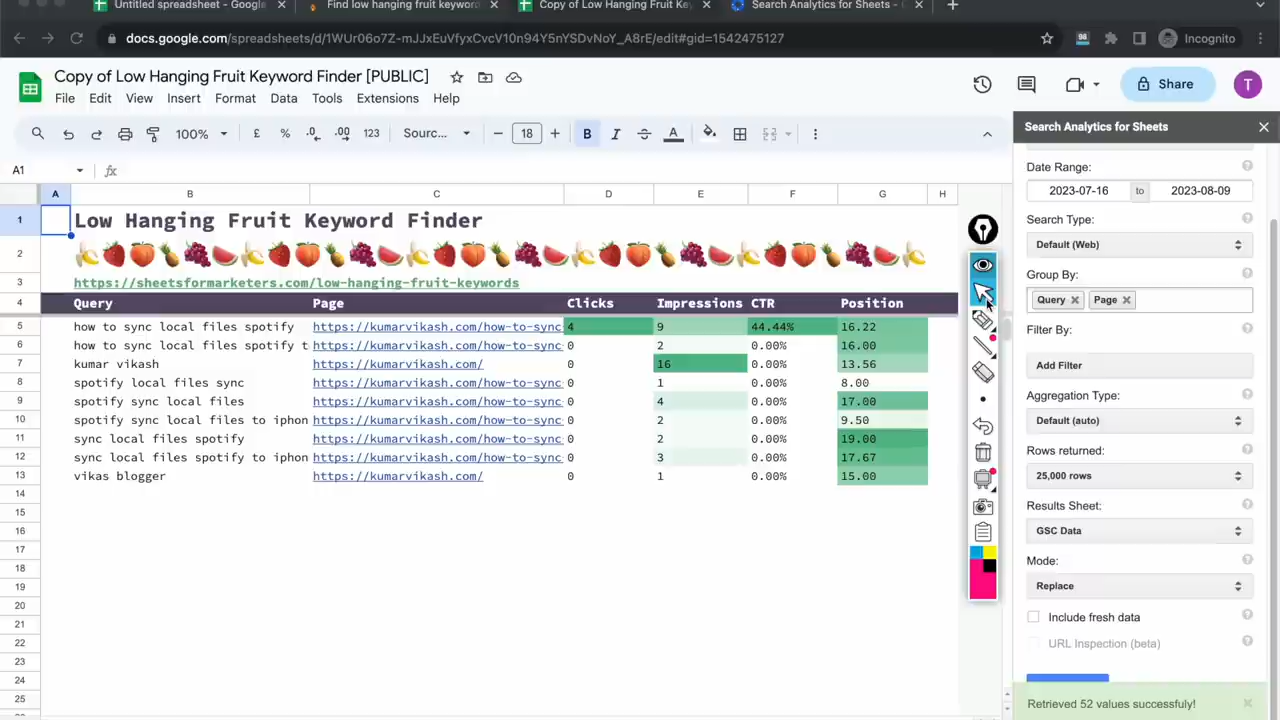 Untitled spreadsheet - Google
Find low hanging fruit keyword
Copy of Low Hanging Fruit Key
Search Analytics for Sheets -
docs.google.com/spreadsheets/d/1WUr06o7Z-mJJxEuVfyxCvcV10n94Y5nYSDvNoY_A8rE/edit#gid=1542475127
96
Incognito
Copy of Low Hanging Fruit Keyword Finder [PUBLIC]
File Edit View Insert Format Data Tools Extensions Help
Share
T
100% £ % .0 .00 123 Sourc... 18 B I A
Search Analytics for Sheets
A1
fx
A B C D E F G H
1 Low Hanging Fruit Keyword Finder
2
3 https://sheetsformarketers.com/low-hanging-fruit-keywords
4 Query Page Clicks Impressions CTR Position
5 how to sync local files spotify https://kumarvikash.com/how-to-sync 4 9 44.44% 16.22
6 how to sync local files spotify t https://kumarvikash.com/how-to-sync 0 2 0.00% 16.00
7 kumar vikash https://kumarvikash.com/ 0 16 0.00% 13.56
8 spotify local files sync https://kumarvikash.com/how-to-sync 0 1 0.00% 8.00
9 spotify sync local files https://kumarvikash.com/how-to-sync 0 4 0.00% 17.00
10 spotify sync local files to iphon https://kumarvikash.com/how-to-sync 0 2 0.00% 9.50
11 sync local files spotify https://kumarvikash.com/how-to-sync 0 2 0.00% 19.00
12 sync local files spotify to iphon https://kumarvikash.com/how-to-sync 0 3 0.00% 17.67
13 vikas blogger https://kumarvikash.com/ 0 1 0.00% 15.00
14
15
16
17
18
19
20
21
22
23
24
25
Date Range:
2023-07-16 to 2023-08-09
Search Type:
Default (Web)
Group By:
Query Page
Filter By:
Add Filter
Aggregation Type:
Default (auto)
Rows returned:
25,000 rows
Results Sheet:
GSC Data
Mode:
Replace
Include fresh data
URL Inspection (beta)
Retrieved 52 values successfuly!